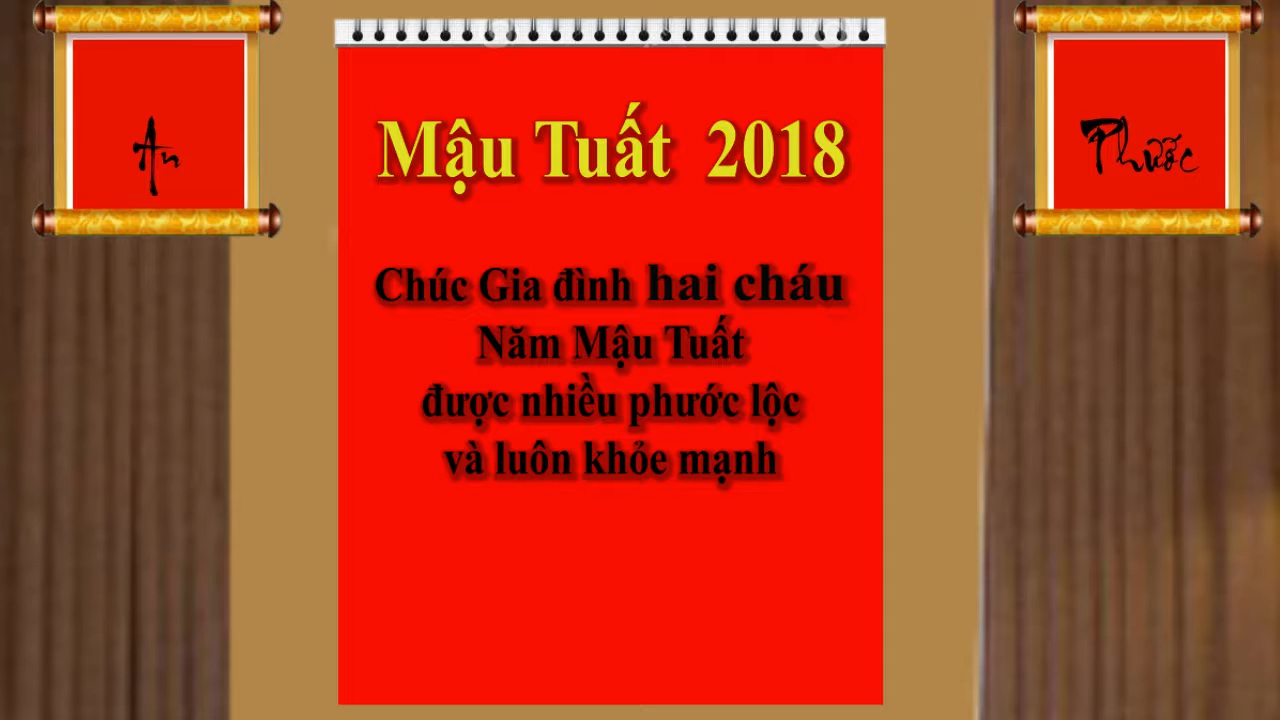 An
Phước
Mậu Tuất 2018
Chúc Gia đình hai cháu
Năm Mậu Tuất
được nhiều phước lộc
và luôn khỏe mạnh